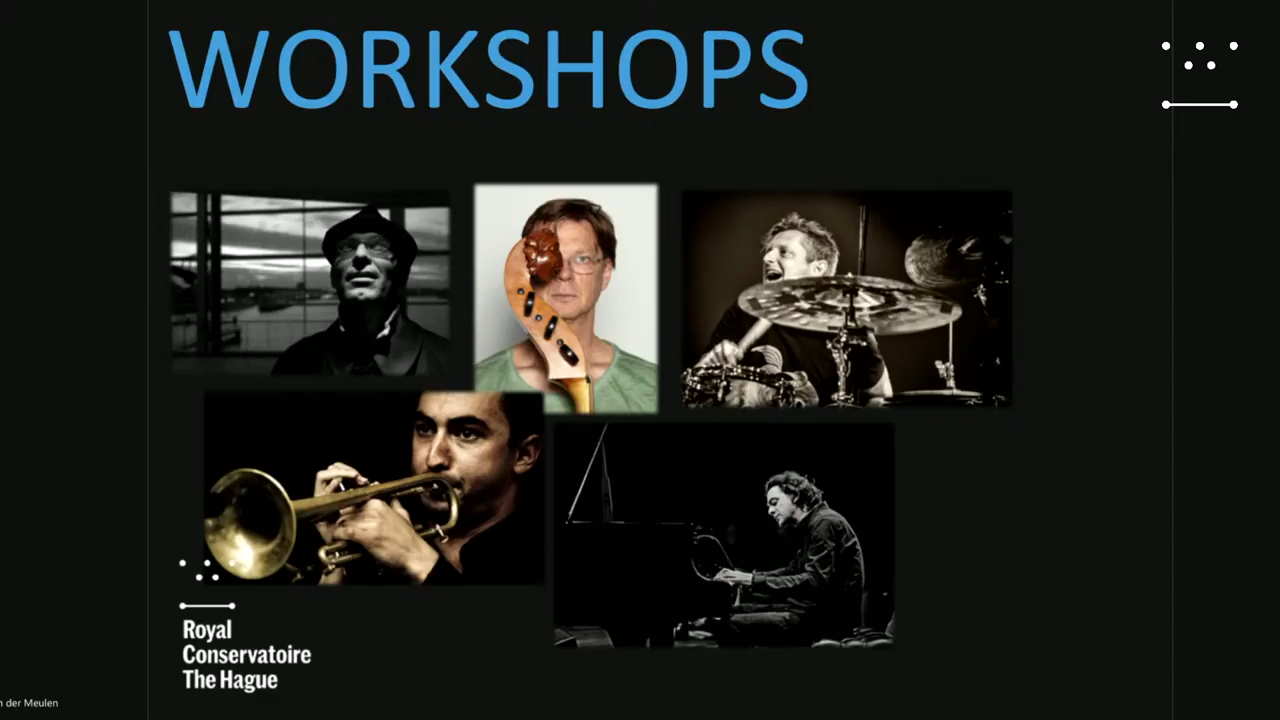 WORKSHOPS
Royal
Conservatoire
The Hague
der Meulen